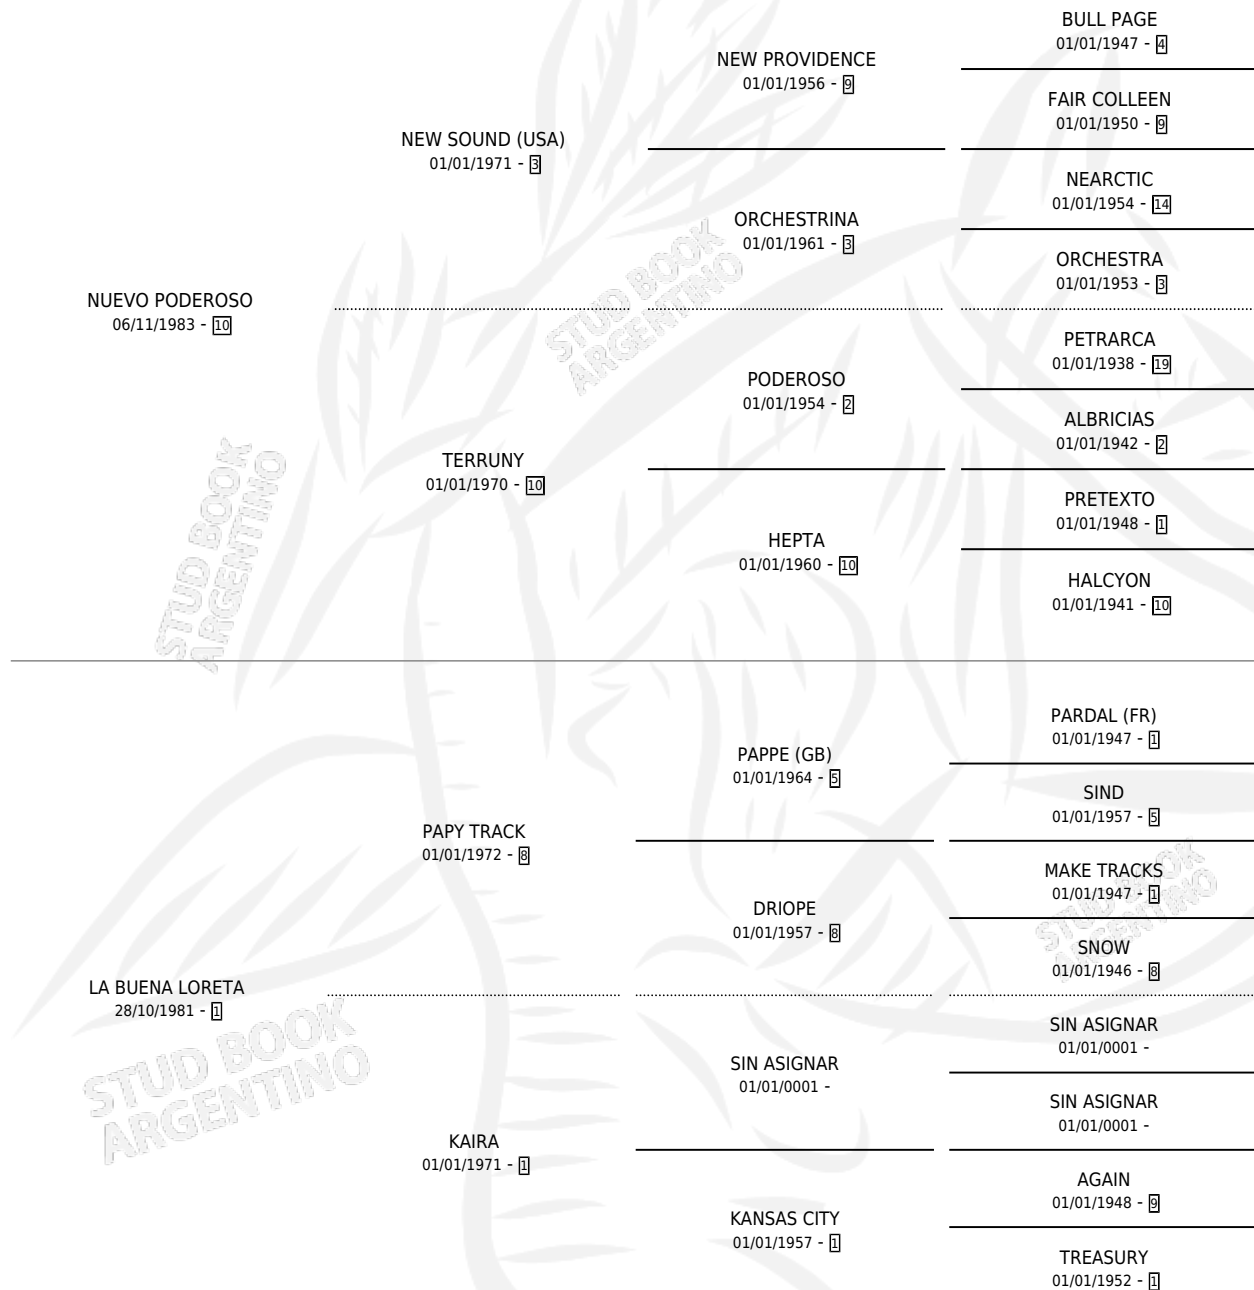 BULL PAGE
01/01/1947 - 4
NEW PROVIDENCE
01/01/1956 - 9
FAIR COLLEEN
01/01/1950 - 9
NEW SOUND (USA)
01/01/1971 - 3
NEARCTIC
01/01/1954 - 14
ORCHESTRINA
01/01/1961 - 3
ORCHESTRA
01/01/1953 - 3
NUEVO PODEROSO
06/11/1983 - 10
PETRARCA
01/01/1938 - 19
PODEROSO
01/01/1954 - 2
ALBRICIAS
01/01/1942 - 2
TERRUNY
01/01/1970 - 10
PRETEXTO
01/01/1948 - 1
HEPTA
01/01/1960 - 10
HALCYON
01/01/1941 - 10
PARDAL (FR)
01/01/1947 - 1
PAPPE (GB)
01/01/1964 - 5
SIND
01/01/1957 - 5
PAPY TRACK
01/01/1972 - 8
MAKE TRACKS
01/01/1947 - 1
DRIOPE
01/01/1957 - 8
SNOW
01/01/1946 - 8
LA BUENA LORETA
28/10/1981 - 1
SIN ASIGNAR
01/01/0001 -
SIN ASIGNAR
01/01/0001 -
SIN ASIGNAR
01/01/0001 -
KAIRA
01/01/1971 - 1
AGAIN
01/01/1948 - 9
KANSAS CITY
01/01/1957 - 1
TREASURY
01/01/1952 - 1
STUD BOOK
ARGENTINO
STUD BOOK
ARGENTINO
STUD BOOK
ARGENTINO
STUD BOOK
ARGENTINO